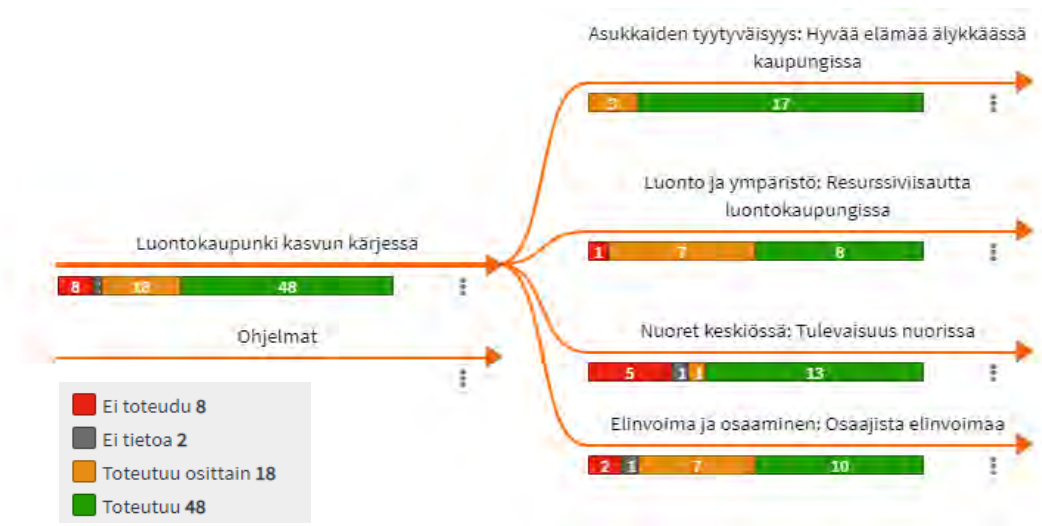 Asukkaiden tyytyväisyys: Hyvää elämää älykkäässä
kaupungissa
3 17
Luonto ja ympäristö: Resurssiviisautta
luontokaupungissa
1 7 8
Luontokaupunki kasvun kärjessä
8 18 48
Ohjelmat
Nuoret keskiössä: Tulevaisuus nuorissa
5 1 1 13
Elinvoima ja osaaminen: Osaajista elinvoimaa
2 1 7 10
Ei toteudu 8
Ei tietoa 2
Toteutuu osittain 18
Toteutuu 48